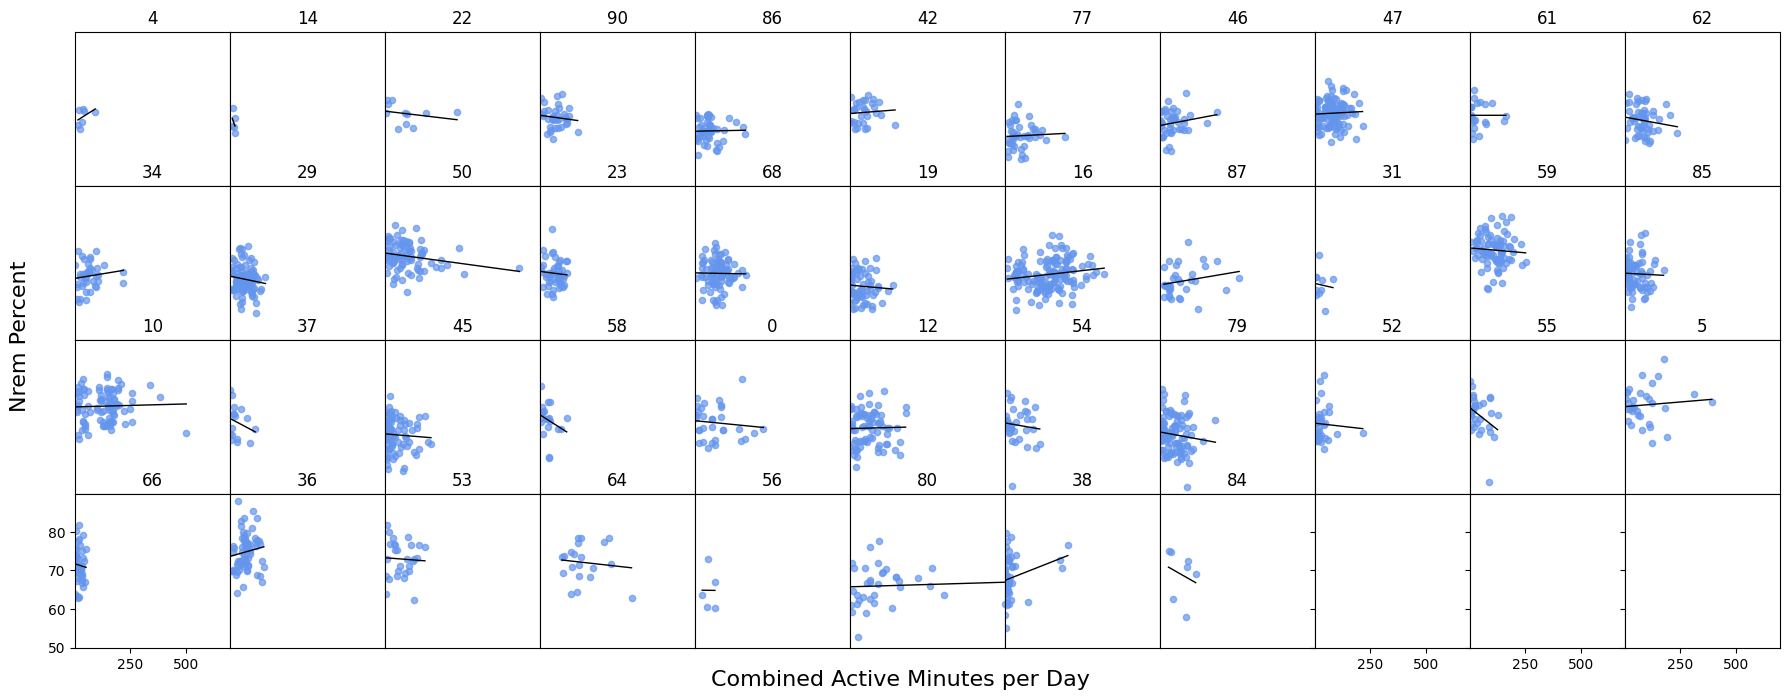 4 14 22 90 86 42 77 46 47 61 62
34 29 50 23 68 19 16 87 31 59 85
10 37 45 58 0 12 54 79 52 55 5
66 36 53 64 56 80 38 84
Nrem Percent
80
70
60
50
250 500 250 500 250 500 250 500
Combined Active Minutes per Day